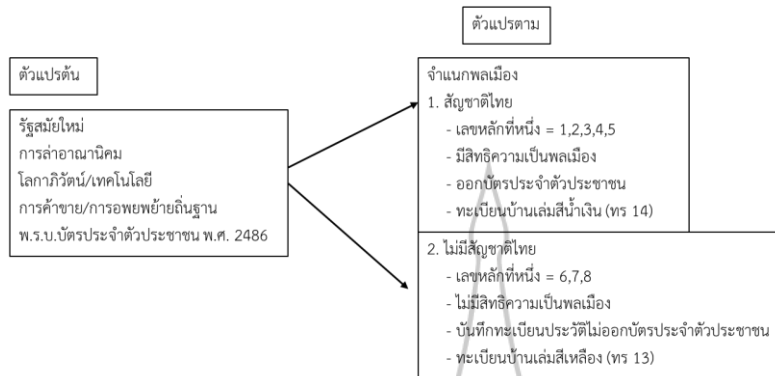 ตัวแปรตาม
ตัวแปรต้น
รัฐสมัยใหม่
การล่าอาณานิคม
โลกาภิวัตน์/เทคโนโลยี
การค้าขาย/การอพยพย้ายถิ่นฐาน
พ.ร.บ.บัตรประจำตัวประชาชน พ.ศ. 2486
จำแนกพลเมือง
1. สัญชาติไทย
- เลขหลักที่หนึ่ง = 1,2,3,4,5
- มีสิทธิความเป็นพลเมือง
- ออกบัตรประจำตัวประชาชน
- ทะเบียนบ้านเล่มสีน้ำเงิน (ทร 14)
2. ไม่มีสัญชาติไทย
- เลขหลักที่หนึ่ง = 6,7,8
- ไม่มีสิทธิความเป็นพลเมือง
- บันทึกทะเบียนประวัติไม่ออกบัตรประจำตัวประชาชน
- ทะเบียนบ้านเล่มสีเหลือง (ทร 13)